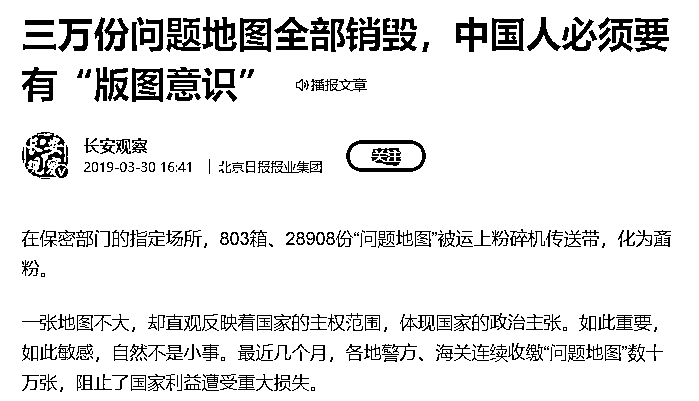 三万份问题地图全部销毁，中国人必须要
有“版图意识”
播报文章
长安观察
2019-03-30 16:41
北京日报报业集团
关注
在保密部门的指定场所，803箱、28908份“问题地图”被运上粉碎机传送带，化为齑
粉。
一张地图不大，却直观反映着国家的主权范围，体现国家的政治主张。如此重要，
如此敏感，自然不是小事。最近几个月，各地警方、海关连续收缴“问题地图”数十
万张，阻止了国家利益遭受重大损失。